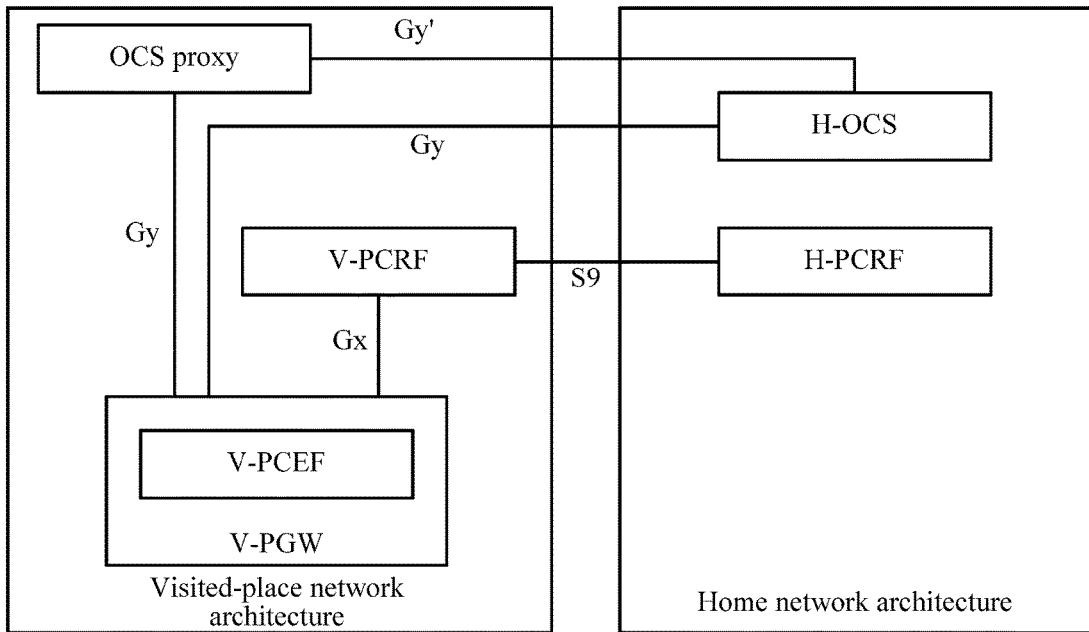 Gy'
OCS proxy
H-OCS
Gy
Gy
V-PCRF
H-PCRF
S9
Gx
V-PCEF
V-PGW
Visited-place network
architecture
Home network architecture